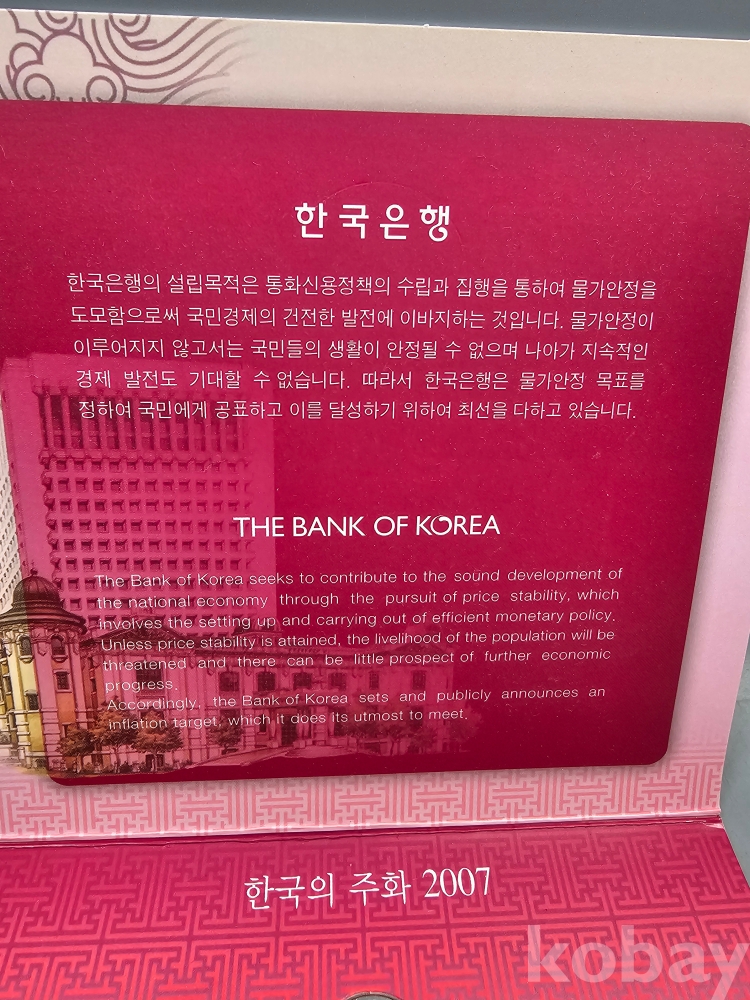 한국은행
한국은행의 설립목적은 통화신용정책의 수립과 집행을 통하여 물가안정을
도모함으로써 국민경제의 건전한 발전에 이바지하는 것입니다. 물가안정이
이루어지지 않고서는 국민들의 생활이 안정될 수 없으며 나아가 지속적인
경제 발전도 기대할 수 없습니다. 따라서 한국은행은 물가안정 목표를
정하여 국민에게 공표하고 이를 달성하기 위하여 최선을 다하고 있습니다.
THE BANK OF KOREA
The Bank of Korea seeks to contribute to the sound development of
the national economy through the pursuit of price stability, which
involves the setting up and carrying out of efficient monetary policy.
Unless price stability is attained, the livelihood of the population will be
threatened and there can be little prospect of further economic
progress.
Accordingly, the Bank of Korea sets and publicly announces an
inflation target, which it does its utmost to meet.
한국의 주화 2007
kobay